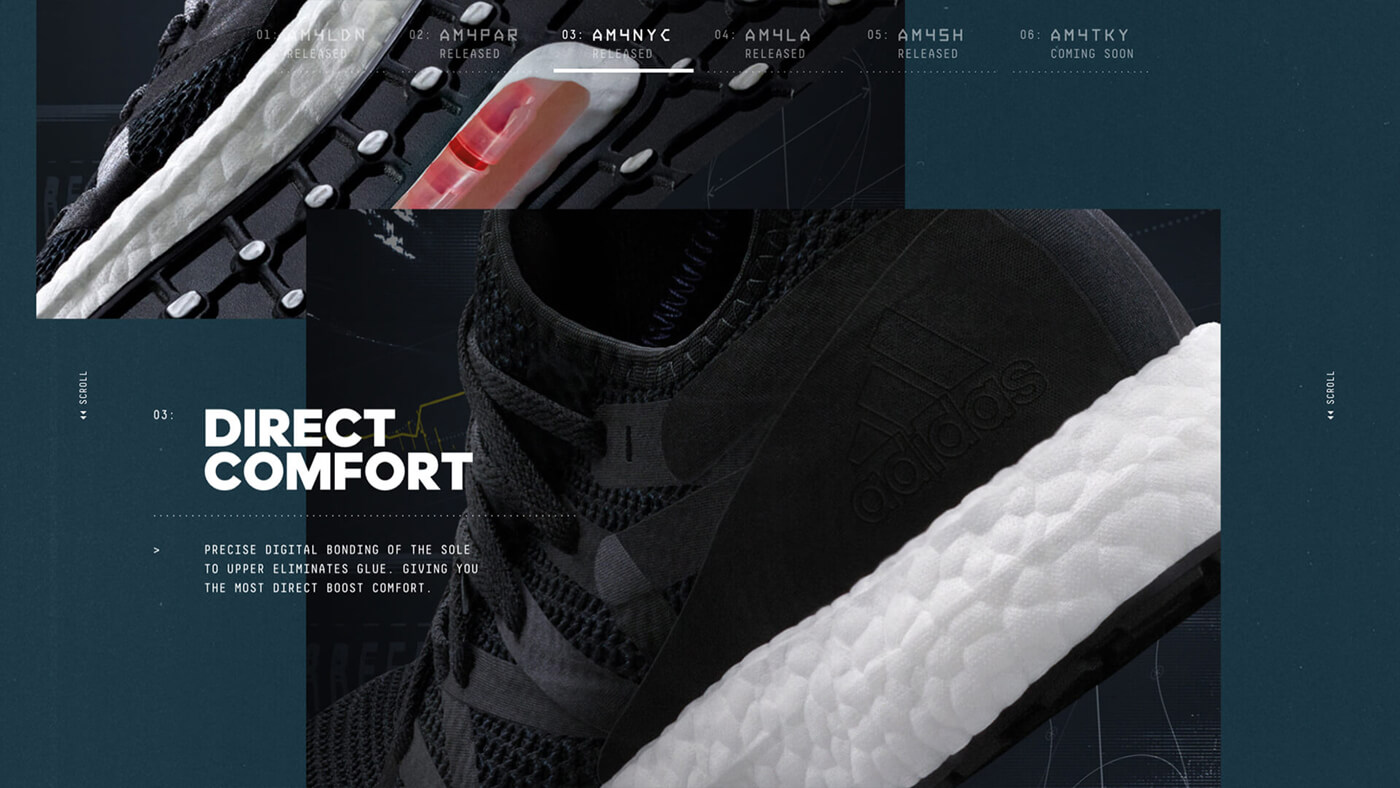 01: AM4LDN
RELEASED
02: AM4PAR
RELEASED
03: AM4NYC
RELEASED
04: AM4LA
RELEASED
05: AM4SH
RELEASED
06: AM4TKY
COMING SOON
adidas
SCROLL
SCROLL
03:
DIRECT
COMFORT
>
PRECISE DIGITAL BONDING OF THE SOLE
TO UPPER ELIMINATES GLUE. GIVING YOU
THE MOST DIRECT BOOST COMFORT.